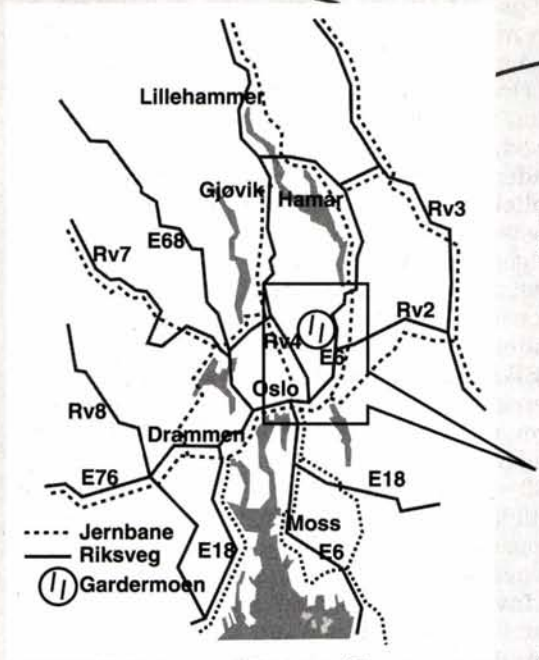 Lillehammer
Gjøvik
Hamar
Rv3
E68
Rv7
Rv2
Rv4
E6
Oslo
Rv8
Drammen
E76
E18
Moss
E18
E6
Jernbane
Riksveg
Gardermoen